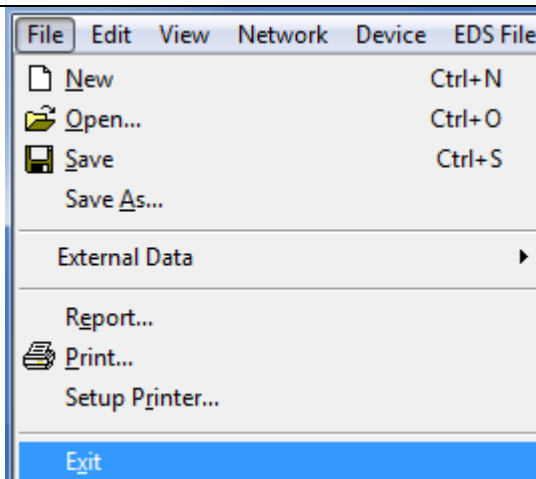 File Edit View Network Device EDS File
New Ctrl+N
Open... Ctrl+O
Save Ctrl+S
Save As...
External Data
Report...
Print...
Setup Printer...
Exit